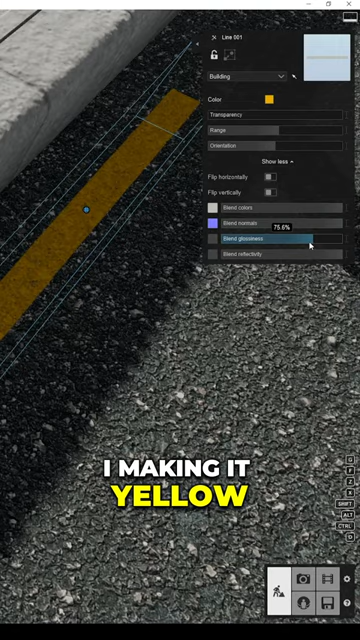 Line 001
Building
Color
Transparency
Range
Orientation
Show less
Flip horizontally
Flip vertically
Blend colors
Blend normals
75.6%
Blend glossiness
Blend reflectivity
I MAKING IT
YELLOW
U
F
Z
X
SHIFT
ALT
CTRL
D
?